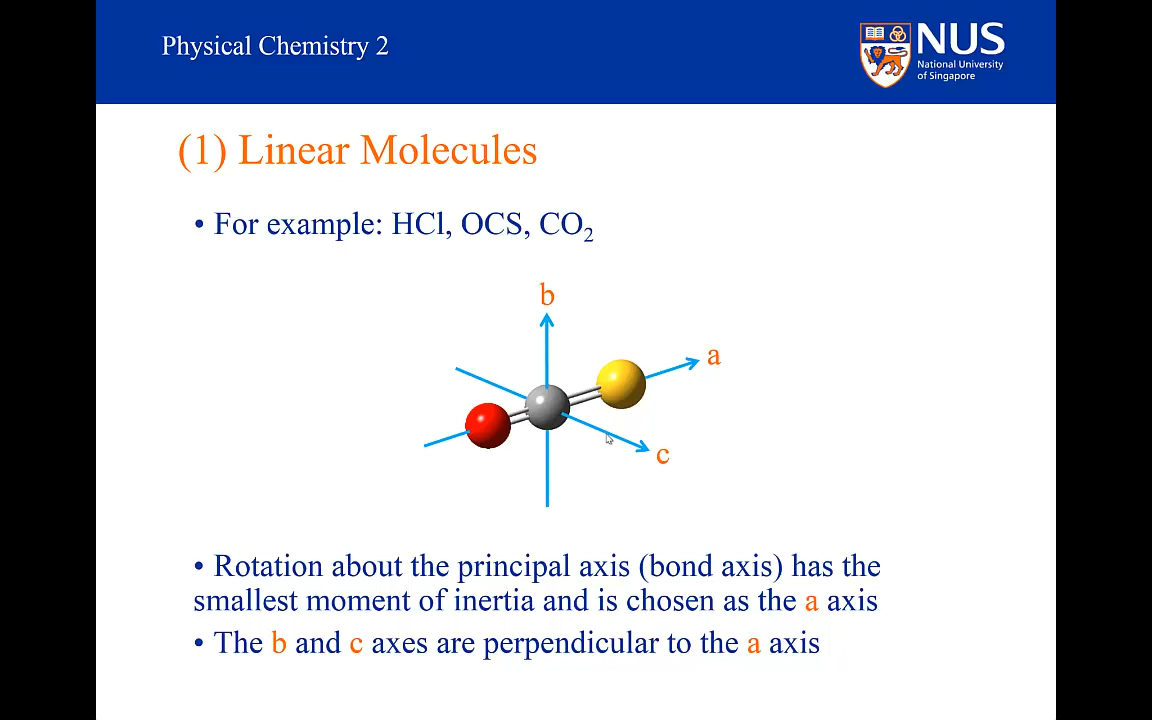 Physical Chemistry 2
NUS
National University
of Singapore
(1) Linear Molecules
• For example: HCl, OCS, CO₂
b
a
c
• Rotation about the principal axis (bond axis) has the
smallest moment of inertia and is chosen as the a axis
• The b and c axes are perpendicular to the a axis